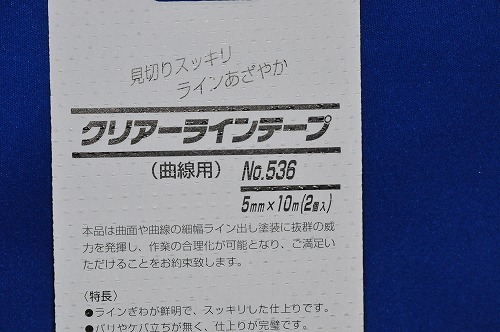 見切りスッキリ
ラインあざやか
クリアーラインテープ
(曲線用) No.536
5mm×10m(2個入)
本品は曲面や曲線の細幅ライン出し塗装に抜群の威
力を発揮し、作業の合理化が可能となり、ご満足い
ただけることをお約束致します。
〈特長〉
●ラインぎわが鮮明で、スッキリした仕上りです。
●バリやケバ立ちが無く、仕上りが完璧です。